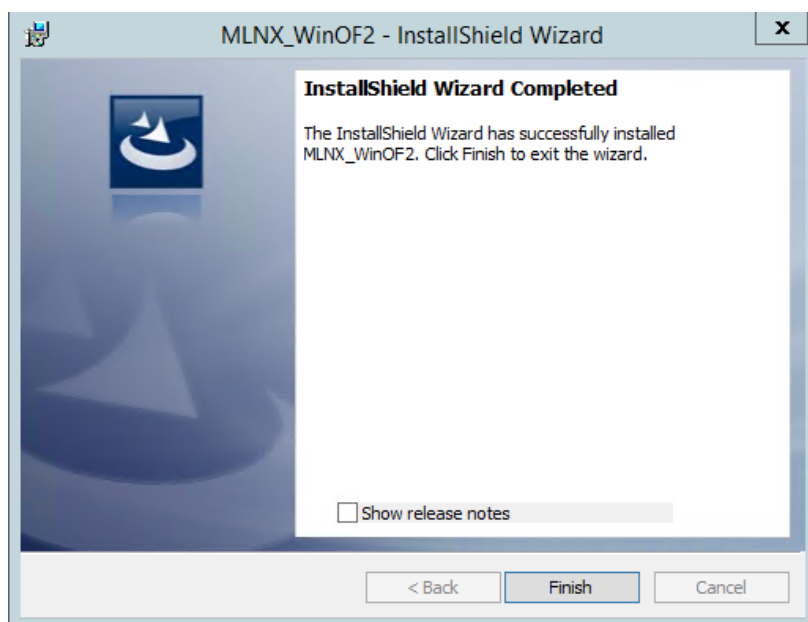 MLNX_WinOF2 - InstallShield Wizard
x
InstallShield Wizard Completed
The InstallShield Wizard has successfully installed
MLNX_WinOF2. Click Finish to exit the wizard.
Show release notes
< Back
Finish
Cancel